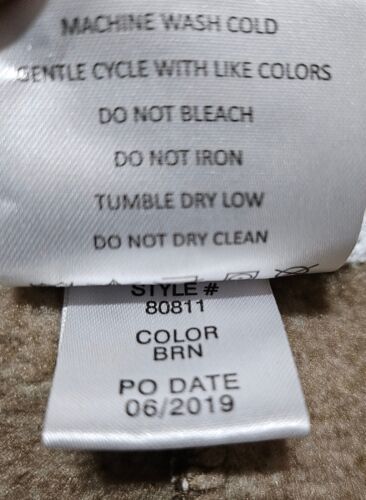 MACHINE WASH COLD
GENTLE CYCLE WITH LIKE COLORS
DO NOT BLEACH
DO NOT IRON
TUMBLE DRY LOW
DO NOT DRY CLEAN
STYLE #
80811
COLOR
BRN
PO DATE
06/2019